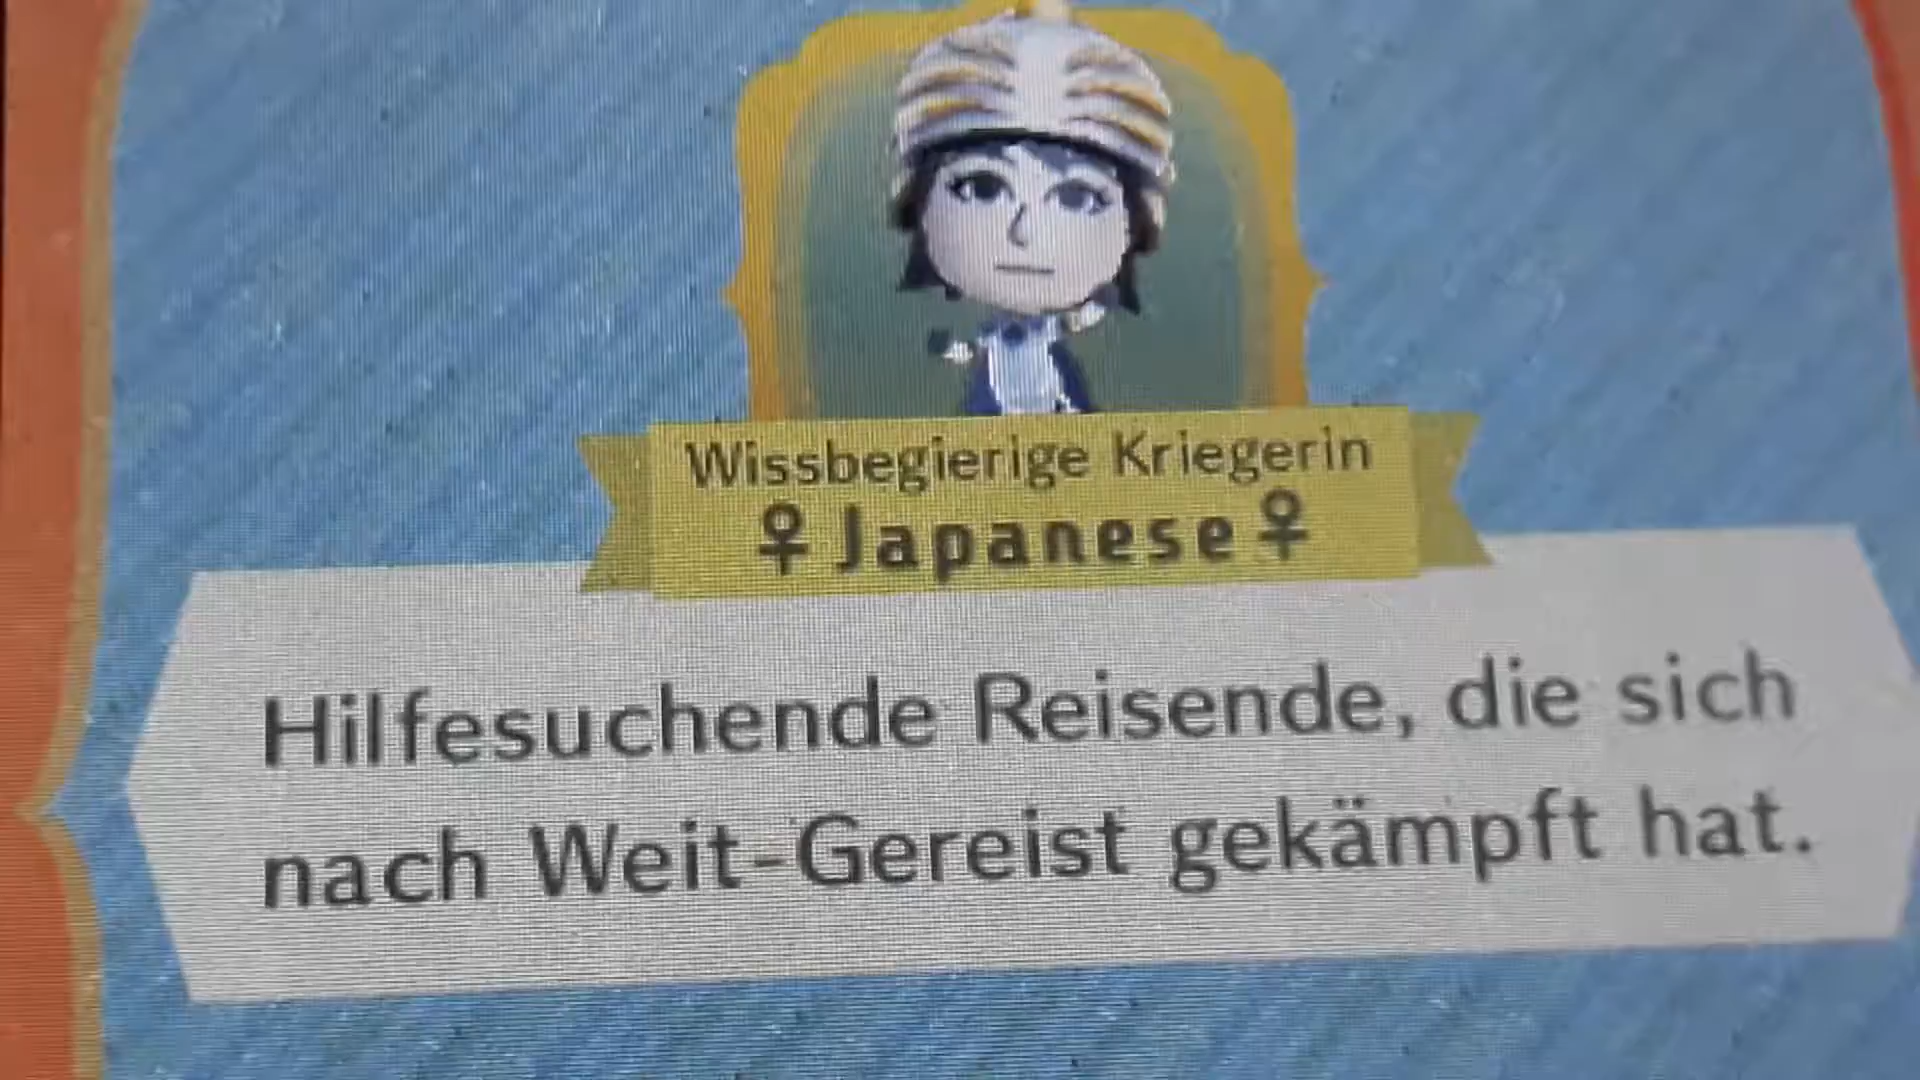 Wissbegierige Kriegerin
♀Japanese♀
Hilfesuchende Reisende, die sich
nach Weit-Gereist gekämpft hat.